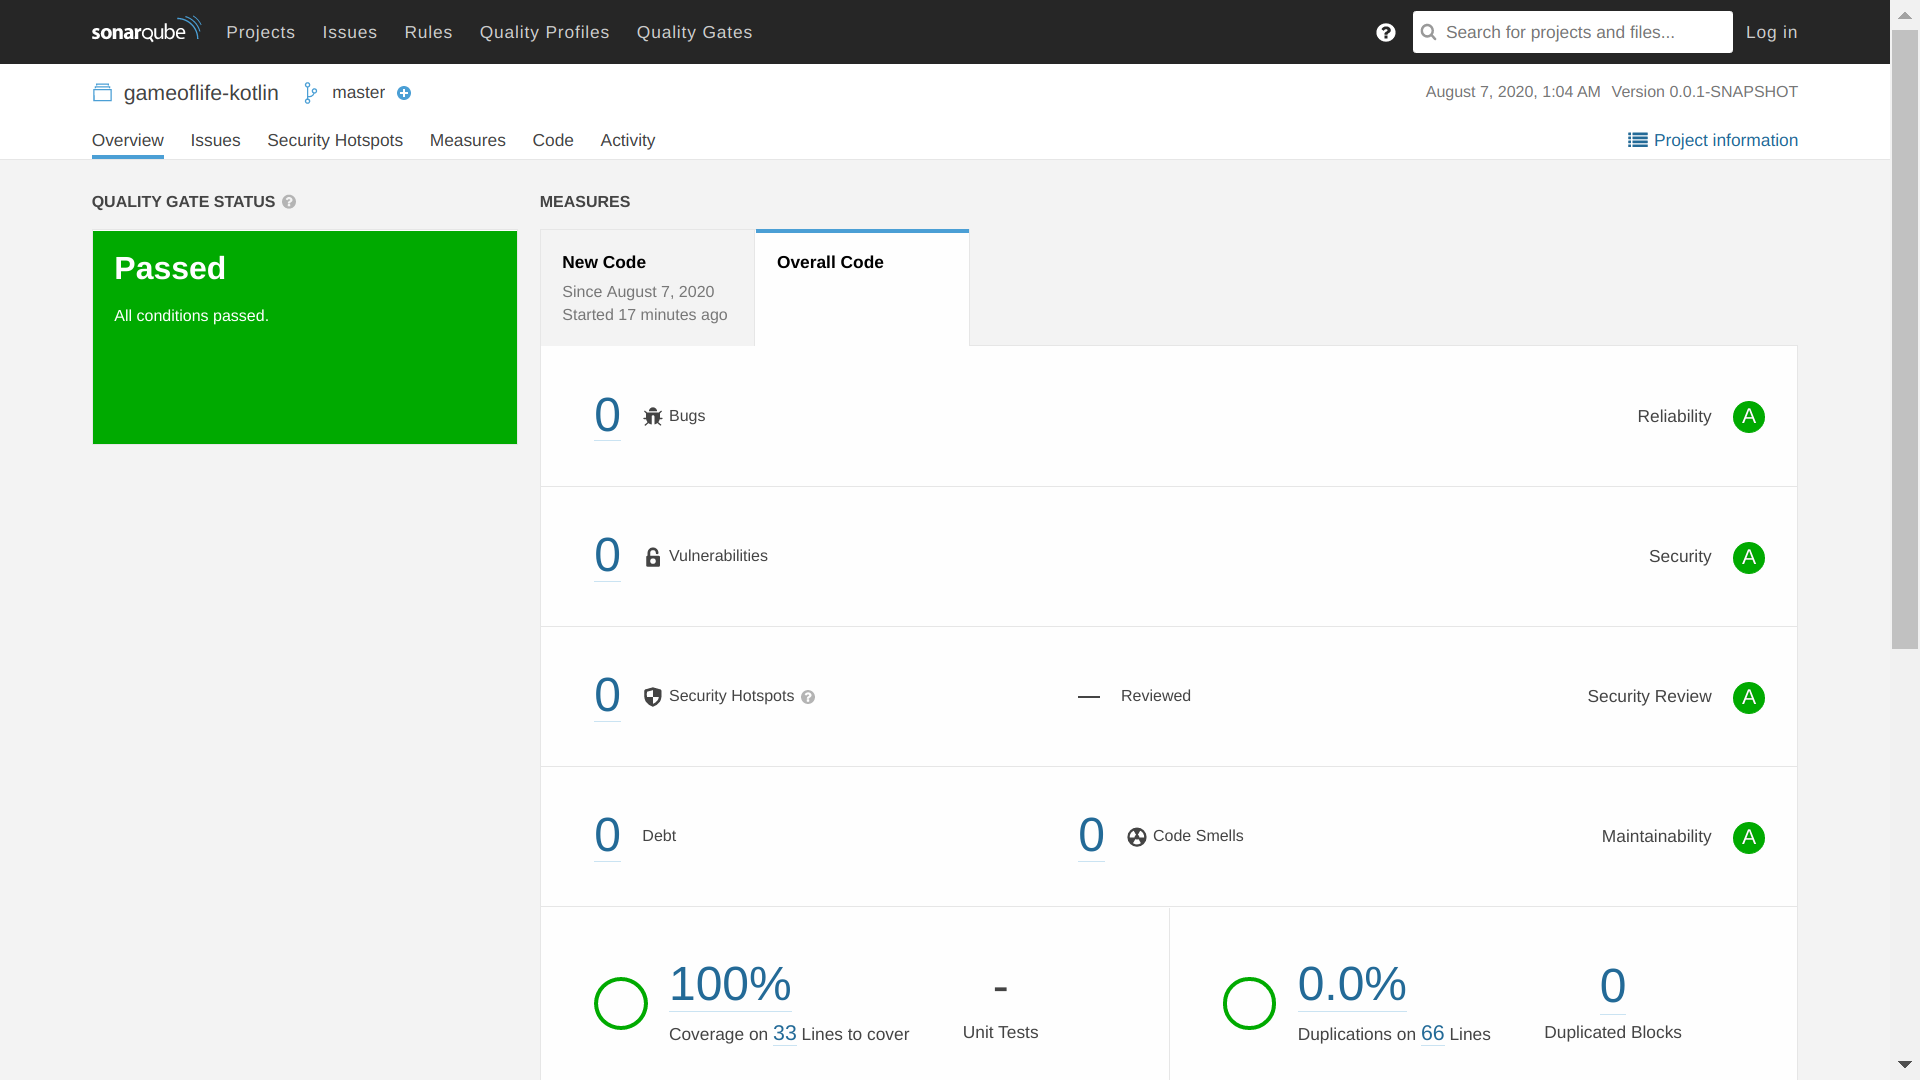 sonarqube Projects Issues Rules Quality Profiles Quality Gates Search for projects and files... Log in
gameoflife-kotlin master August 7, 2020, 1:04 AM Version 0.0.1-SNAPSHOT
Overview Issues Security Hotspots Measures Code Activity Project information
QUALITY GATE STATUS
Passed
All conditions passed.
MEASURES
New Code
Since August 7, 2020
Started 17 minutes ago
Overall Code
0 Bugs Reliability A
0 Vulnerabilities Security A
0 Security Hotspots — Reviewed Security Review A
0 Debt 0 Code Smells Maintainability A
100%
Coverage on 33 Lines to cover
-
Unit Tests
0.0%
Duplications on 66 Lines
0
Duplicated Blocks